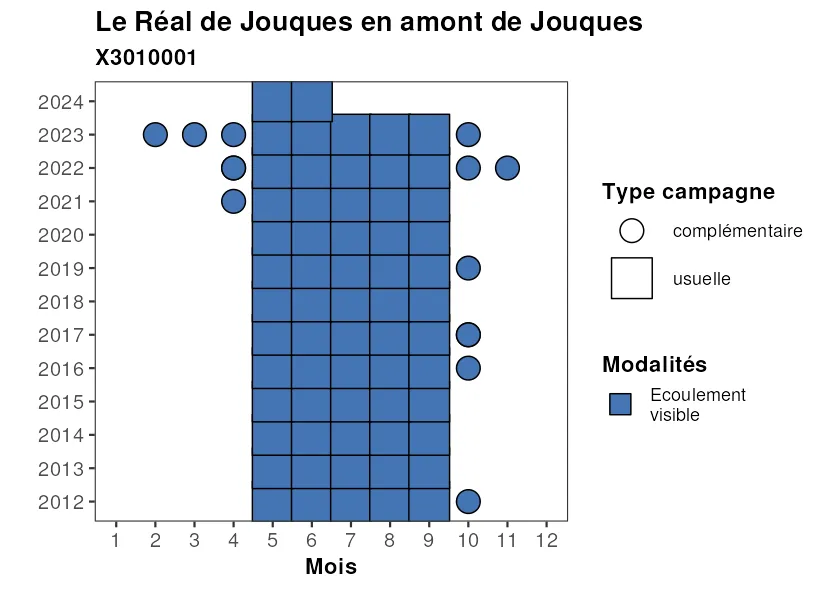 Le Réal de Jouques en amont de Jouques
X3010001
2024
2023
2022
2021
2020
2019
2018
2017
2016
2015
2014
2013
2012
1 2 3 4 5 6 7 8 9 10 11 12
Mois
Type campagne
complémentaire
usuelle
Modalités
Ecoulement
visible